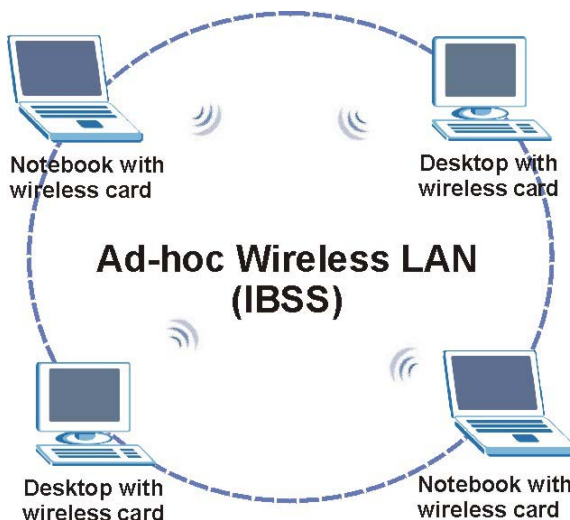 Notebook with
wireless card
Desktop with
wireless card
Ad-hoc Wireless LAN
(IBSS)
Desktop with
wireless card
Notebook with
wireless card